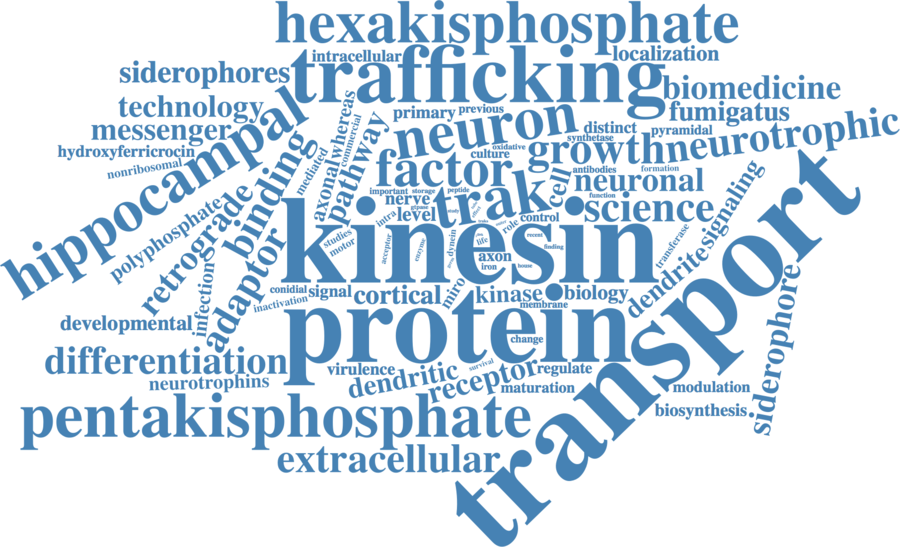 hexakisphosphate
intracellular
localization
siderophores
trafficking
biomedicine
technology
primary
previous
fumigatus
messenger
whereas
commercial
neuron
distinct
pyramidal
neurotrophic
hydroxyferricrocin
oxidative
synthetase
nonribosomal
hippocampal
mediated
axonal
pathway
factor
culture
growth
antibodies
formation
neuronal
binding
important
storage
peptide
nerve
trak
cell
function
science
polyphosphate
retrograde
level
intra
role
control
signaling
studies
motor
kinesin
recent
finding
transferase
acceptor
enzyme
dynein
life
axon
iron
house
dendrite
transport
adaptor
infection
conidial
signal
cortical
miro
kinase
biology
inactivation
membrane
siderophore
developmental
protein
change
differentiation
virulence
survival
regulate
neurotrophins
dendritic
receptor
maturation
modulation
pentakisphosphate
biosynthesis
extracellular